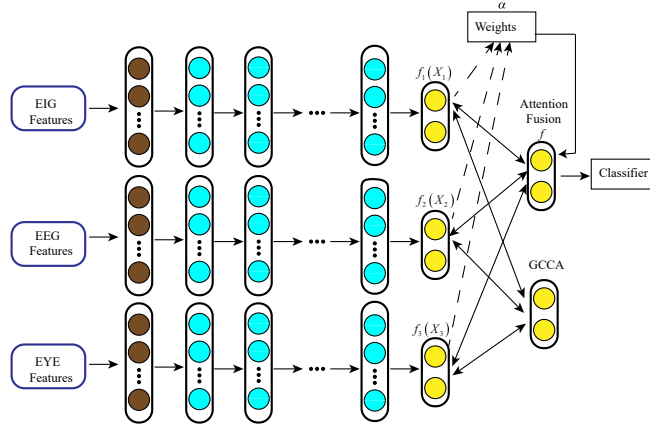 α
Weights
f₁(X₁)
EIG
Features
Attention
Fusion
f
Classifier
f₂(X₂)
EEG
Features
GCCA
f₃(X₃)
EYE
Features